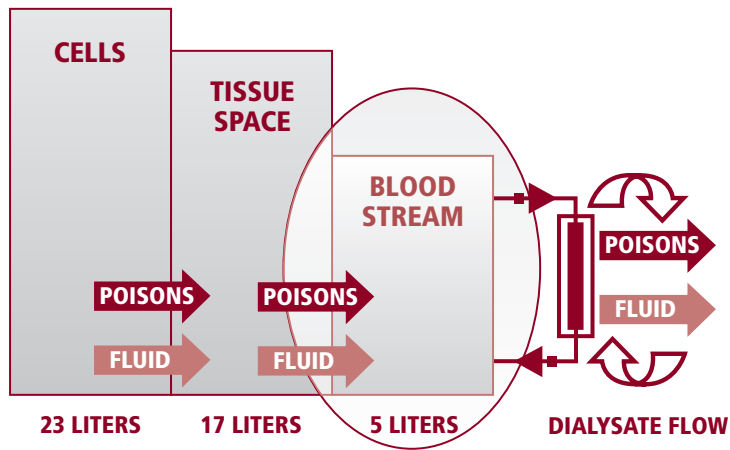 CELLS
TISSUE
SPACE
BLOOD
STREAM
POISONS
FLUID
POISONS
FLUID
POISONS
FLUID
23 LITERS
17 LITERS
5 LITERS
DIALYSATE FLOW